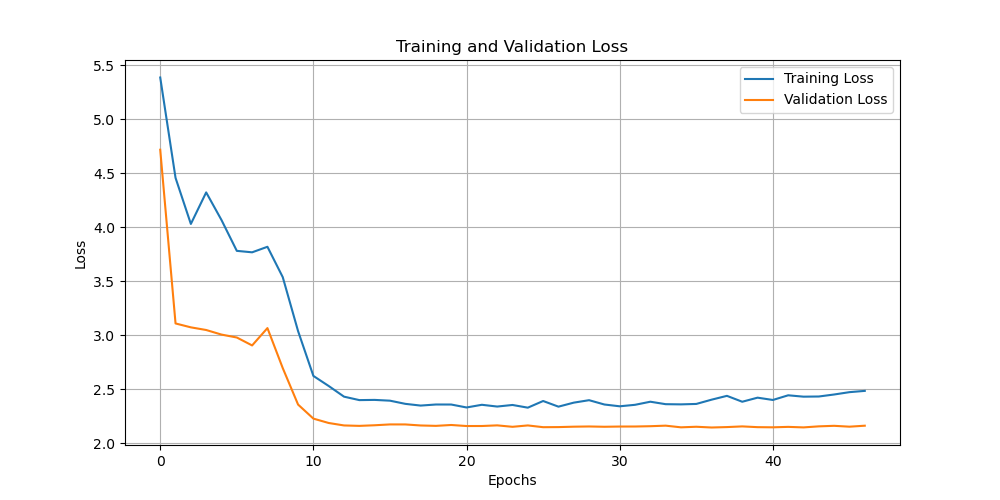 Training and Validation Loss
Training Loss
Validation Loss
Loss
5.5
5.0
4.5
4.0
3.5
3.0
2.5
2.0
0 10 20 30 40
Epochs